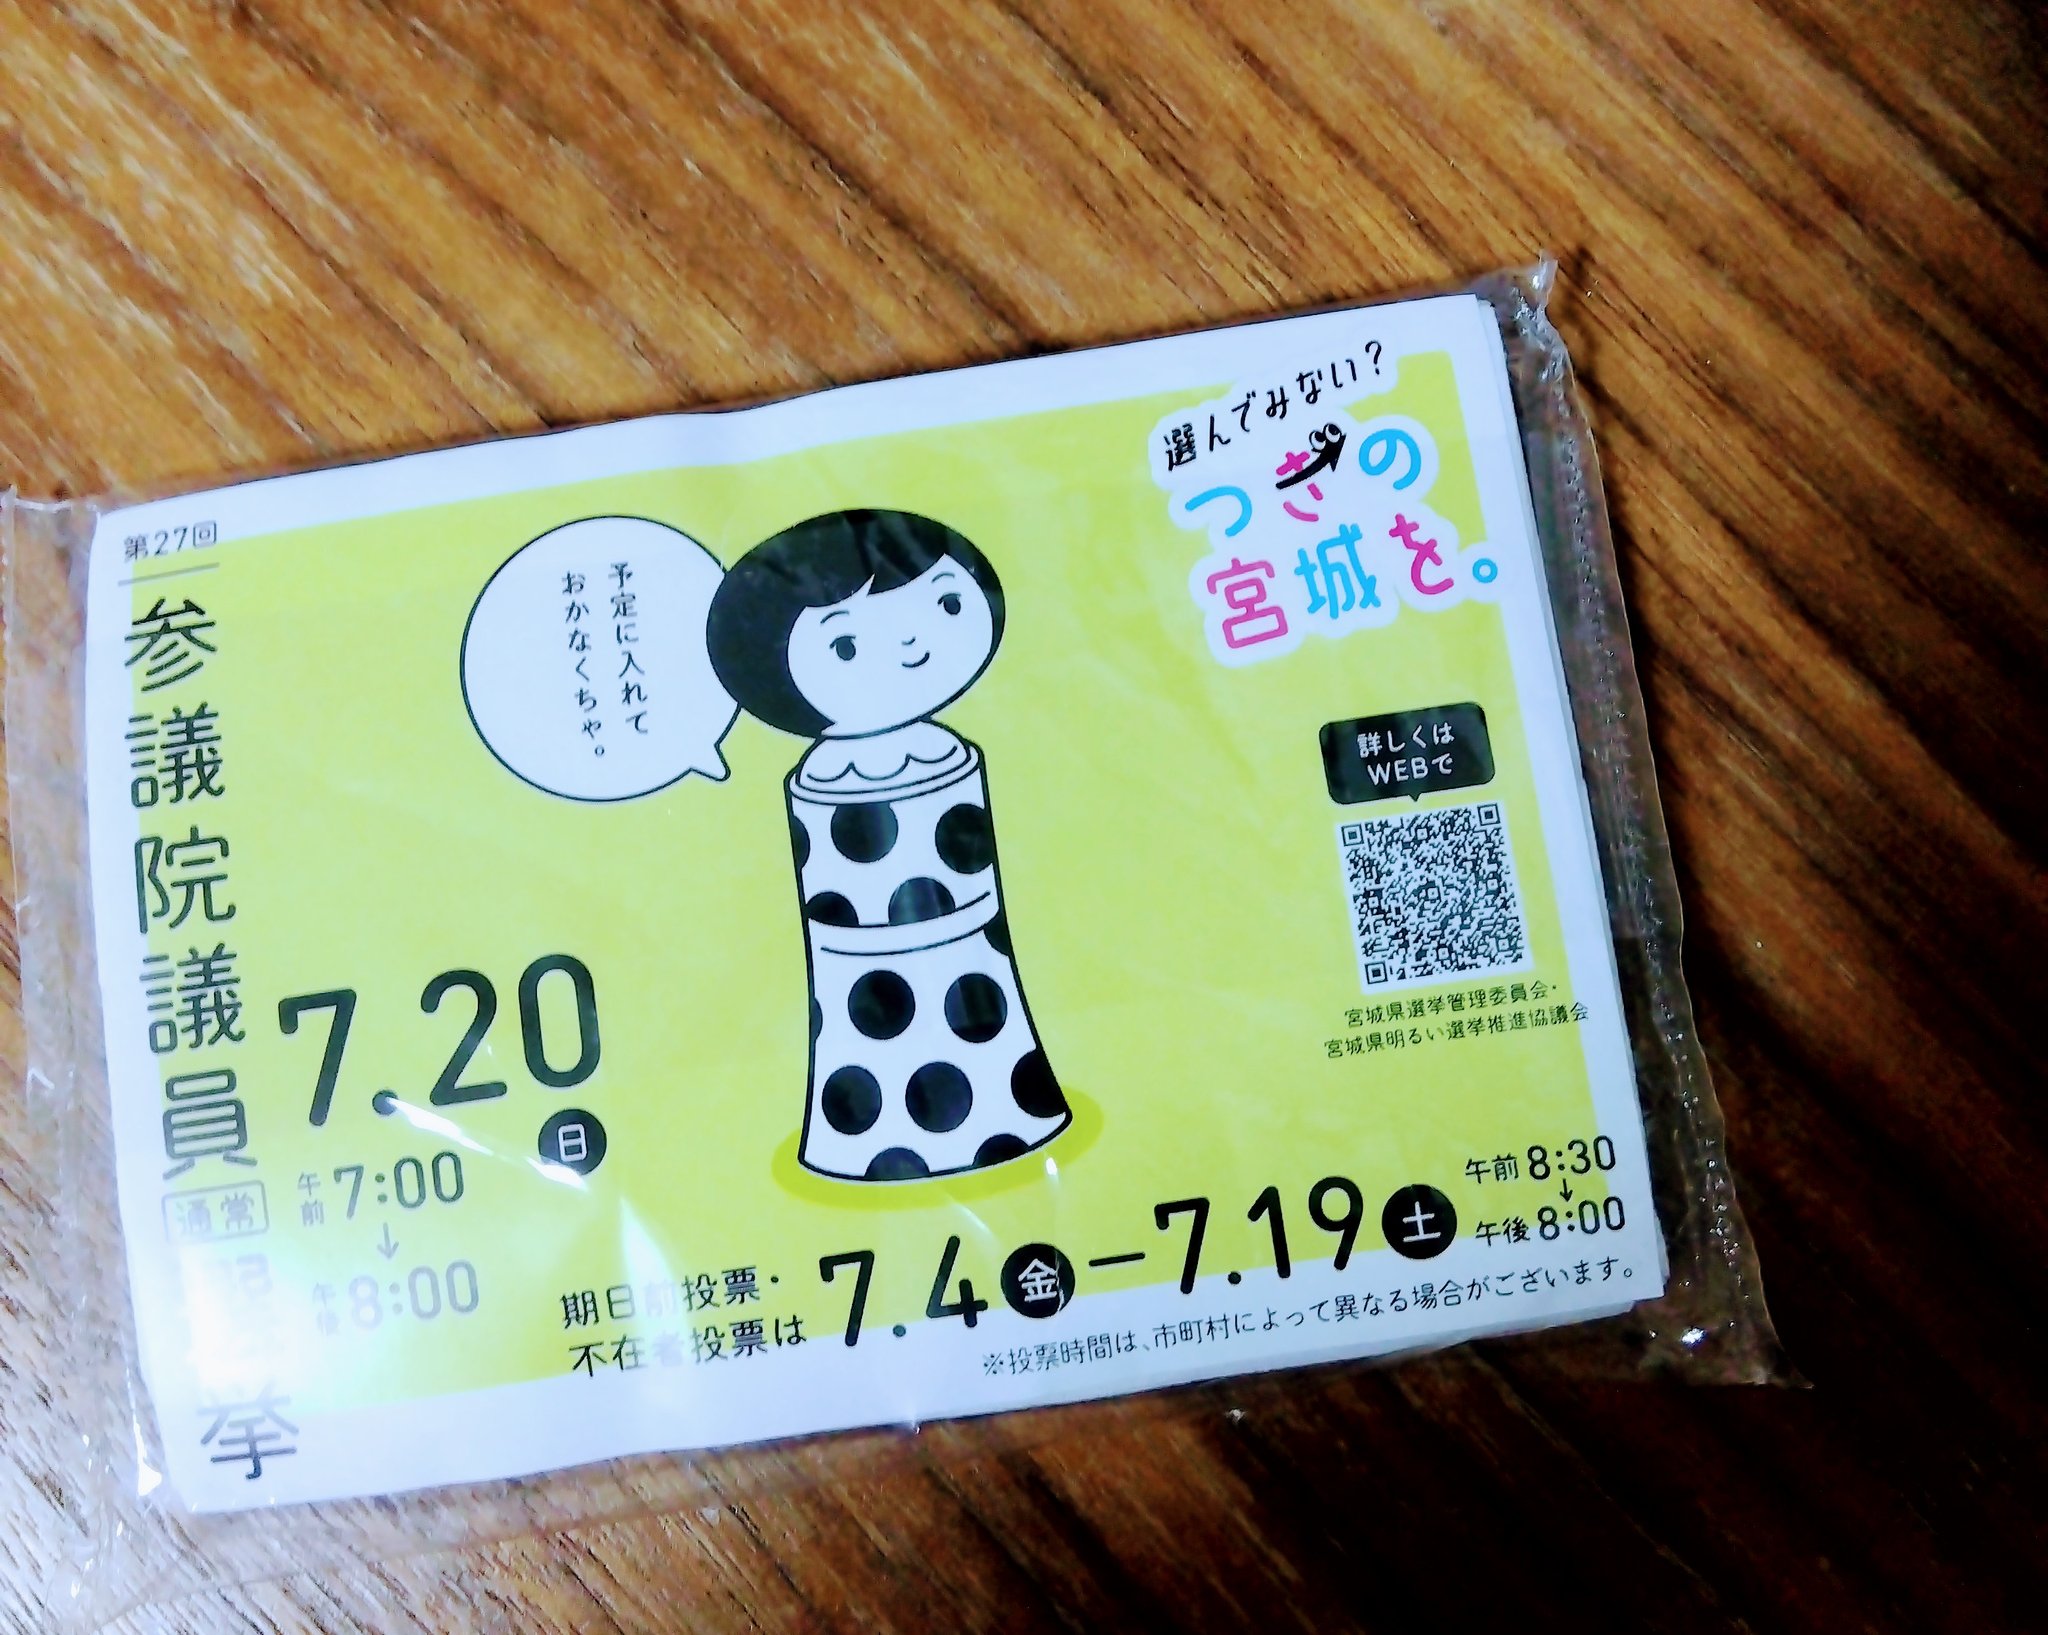 第27回
参議院議員
通常
選挙
予定に入れて
おかなくちゃ。
選んでみない?
つぎの
宮城を。
詳しくは
WEBで
宮城県選挙管理委員会・
宮城県明るい選挙推進協議会
7.20
日
午前 7:00
↓
午後 8:00
期日前投票・
不在者投票は
7.4 金 – 7.19 土
午前 8:30
↓
午後 8:00
※投票時間は、市町村によって異なる場合がございます。